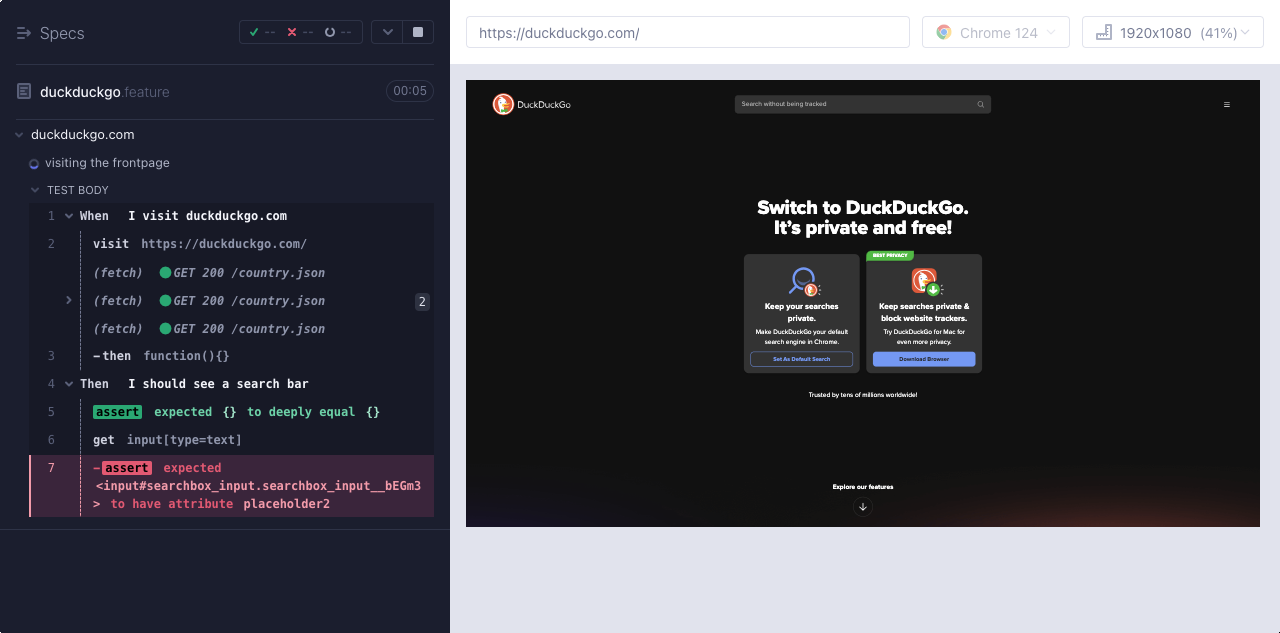 Specs
-- -- --
duckduckgo.feature 00:05
duckduckgo.com
visiting the frontpage
TEST BODY
1 When I visit duckduckgo.com
2 visit https://duckduckgo.com/
(fetch) GET 200 /country.json
(fetch) GET 200 /country.json 2
(fetch) GET 200 /country.json
3 -then function(){}
4 Then I should see a search bar
5 assert expected {} to deeply equal {}
6 get input[type=text]
7 -assert expected
<input#searchbox_input.searchbox_input__bEGm3
> to have attribute placeholder2
https://duckduckgo.com/
Chrome 124
1920x1080 (41%)
DuckDuckGo
Search without being tracked
Switch to DuckDuckGo.
It's private and free!
Keep your searches
private.
Make DuckDuckGo your default
search engine in Chrome.
Set As Default Search
BEST PRIVACY
Keep searches private &
block website trackers.
Try DuckDuckGo for Mac for
even more privacy.
Download Browser
Trusted by tens of millions worldwide!
Explore our features